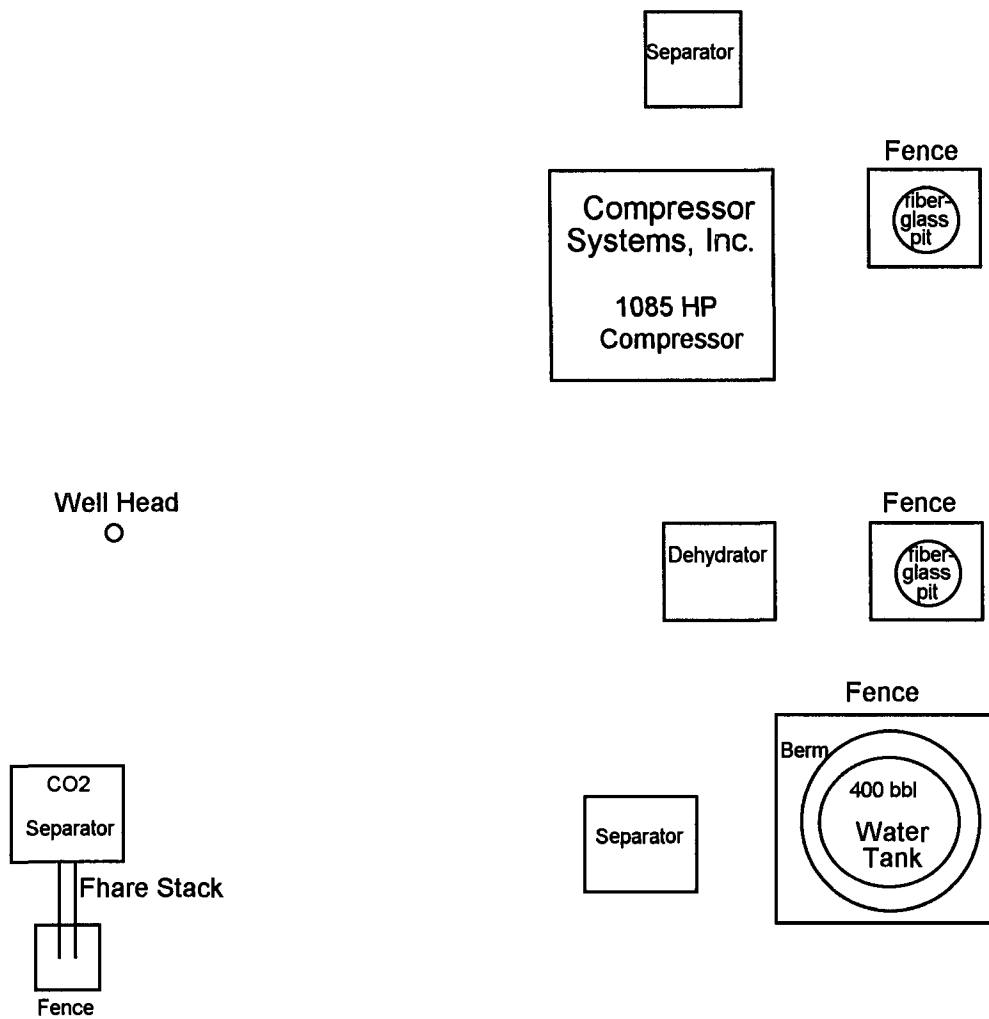 Separator
Fence
fiber-
glass
pit
Compressor
Systems, Inc.
1085 HP
Compressor
Well Head
Fence
Dehydrator
fiber-
glass
pit
Fence
Berm
400 bbl
Water
Tank
CO2
Separator
Separator
Fhare Stack
Fence